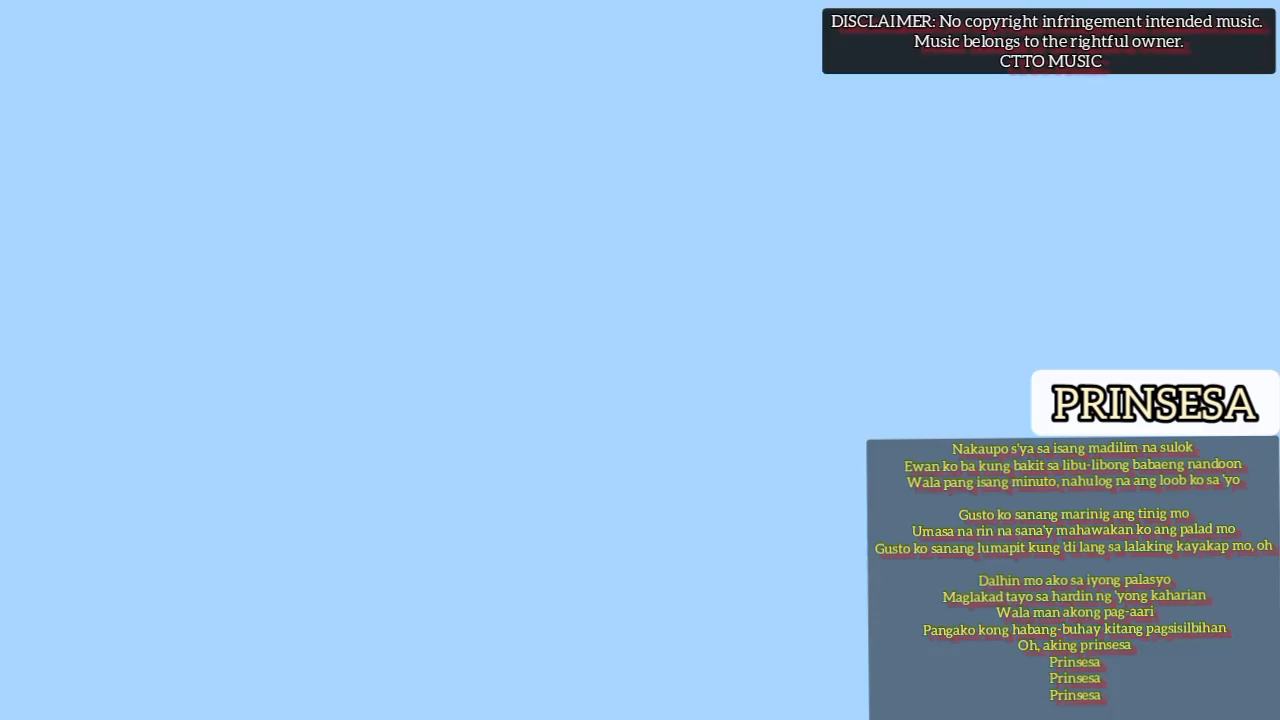 DISCLAIMER: No copyright infringement intended music.
Music belongs to the rightful owner.
CTTO MUSIC
PRINSESA
Nakaupo s'ya sa isang madilim na sulok
Ewan ko ba kung bakit sa libu-libong babaeng nandoon
Wala pang isang minuto, nahulog na ang loob ko sa 'yo
Gusto ko sanang marinig ang tinig mo
Umasa na rin na sana'y mahawakan ko ang palad mo
Gusto ko sanang lumapit kung 'di lang sa lalaking kayakap mo, oh
Dalhin mo ako sa iyong palasyo
Maglakad tayo sa hardin ng 'yong kaharian
Wala man akong pag-aari
Pangako kong habang-buhay kitang pagsisilbihan
Oh, aking prinsesa
Prinsesa
Prinsesa
Prinsesa